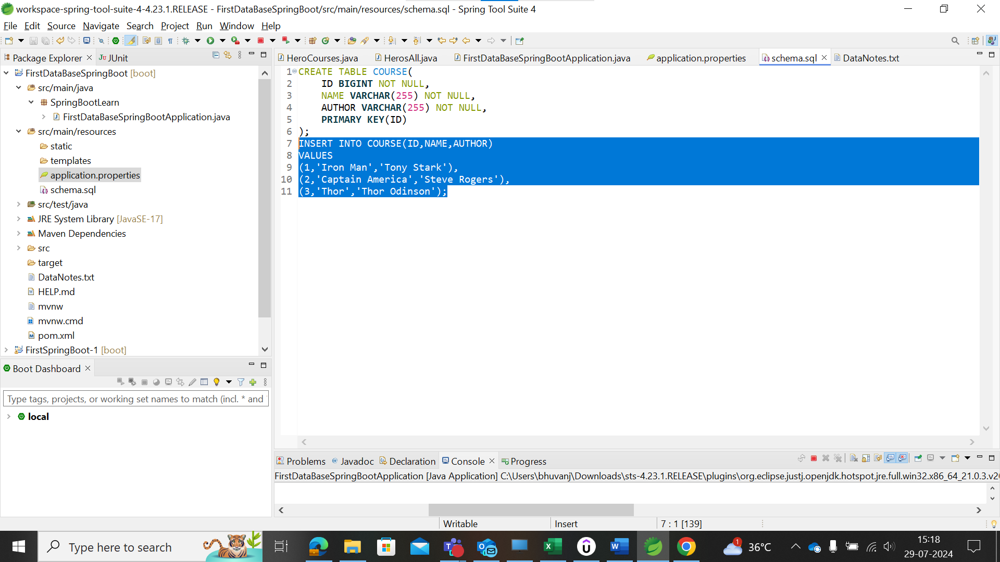 workspace-spring-tool-suite-4-4.23.1.RELEASE - FirstDataBaseSpringBoot/src/main/resources/schema.sql - Spring Tool Suite 4
File Edit Source Navigate Search Project Run Window Help
Package Explorer
JUnit
FirstDataBaseSpringBoot [boot]
src/main/java
SpringBootLearn
FirstDataBaseSpringBootApplication.java
src/main/resources
static
templates
application.properties
schema.sql
src/test/java
JRE System Library [JavaSE-17]
Maven Dependencies
src
target
DataNotes.txt
HELP.md
mvnw
mvnw.cmd
pom.xml
FirstSpringBoot-1 [boot]
Boot Dashboard
Type tags, projects, or working set names to match (incl. * and
local
HeroCourses.java HerosAll.java FirstDataBaseSpringBootApplication.java application.properties schema.sql DataNotes.txt
1 CREATE TABLE COURSE(
2 ID BIGINT NOT NULL,
3 NAME VARCHAR(255) NOT NULL,
4 AUTHOR VARCHAR(255) NOT NULL,
5 PRIMARY KEY(ID)
6 );
7 INSERT INTO COURSE(ID,NAME,AUTHOR)
8 VALUES
9 (1,'Iron Man','Tony Stark'),
10 (2,'Captain America','Steve Rogers'),
11 (3,'Thor','Thor Odinson');
Problems Javadoc Declaration Console Progress
FirstDataBaseSpringBootApplication [Java Application] C:\Users\bhuvanj\Downloads\sts-4.23.1.RELEASE\plugins\org.eclipse.justj.openjdk.hotspot.jre.full.win32.x86_64_21.0.3.v20
Writable Insert 7 : 1 [139]
Type here to search
1
36°C
15:18
29-07-2024